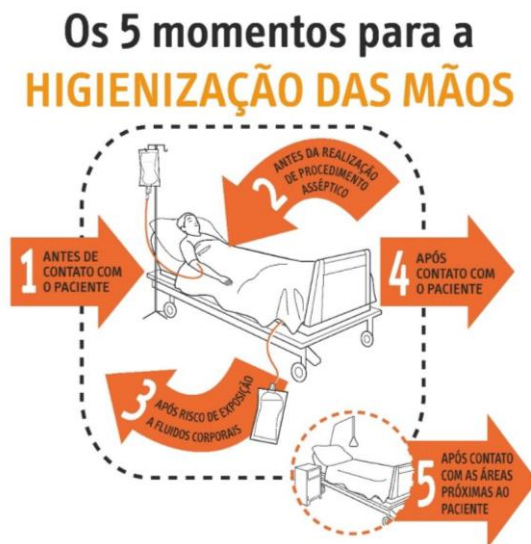 Os 5 momentos para a
HIGIENIZAÇÃO DAS MÃOS
1
ANTES DE
CONTATO COM
O PACIENTE
2
ANTES DA REALIZAÇÃO
DE PROCEDIMENTO
ASSÉPTICO
3
APÓS RISCO DE EXPOSIÇÃO
A FLUIDOS CORPORAIS
4
APÓS
CONTATO COM
O PACIENTE
5
APÓS CONTATO
COM AS ÁREAS
PRÓXIMAS AO
PACIENTE